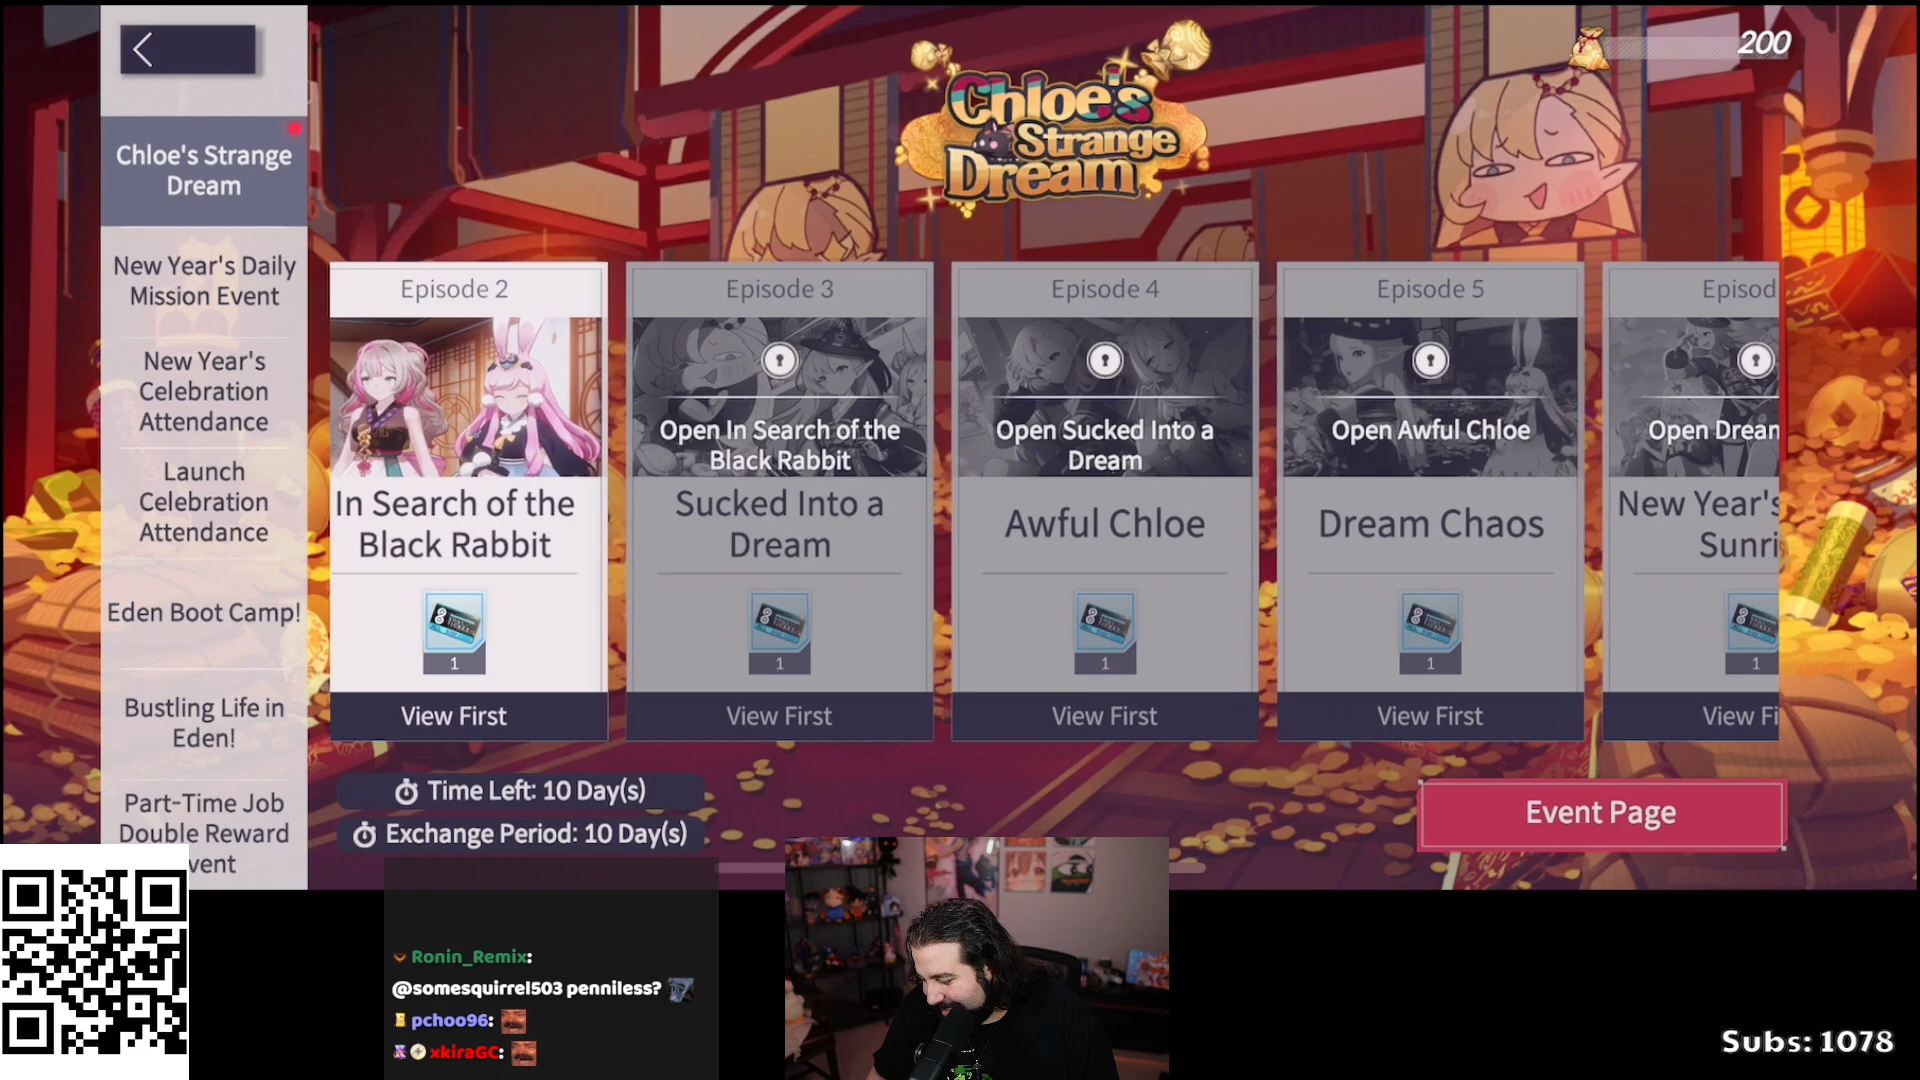 Chloe's Strange
Dream
New Year's Daily
Mission Event
New Year's
Celebration
Attendance
Launch
Celebration
Attendance
Eden Boot Camp!
Bustling Life in
Eden!
Part-Time Job
Double Reward
vent
Chloe's
Strange
Dream
200
Episode 2
In Search of the
Black Rabbit
1
View First
Episode 3
Open In Search of the
Black Rabbit
Sucked Into a
Dream
1
View First
Episode 4
Open Sucked Into a
Dream
Awful Chloe
1
View First
Episode 5
Open Awful Chloe
Dream Chaos
1
View First
Episod
Open Dream
New Year's
Sunri
1
View Fi
Time Left: 10 Day(s)
Exchange Period: 10 Day(s)
Event Page
Ronin_Remix:
@somesquirrel503 penniless?
pchoo96:
xkiraGC:
Subs: 1078